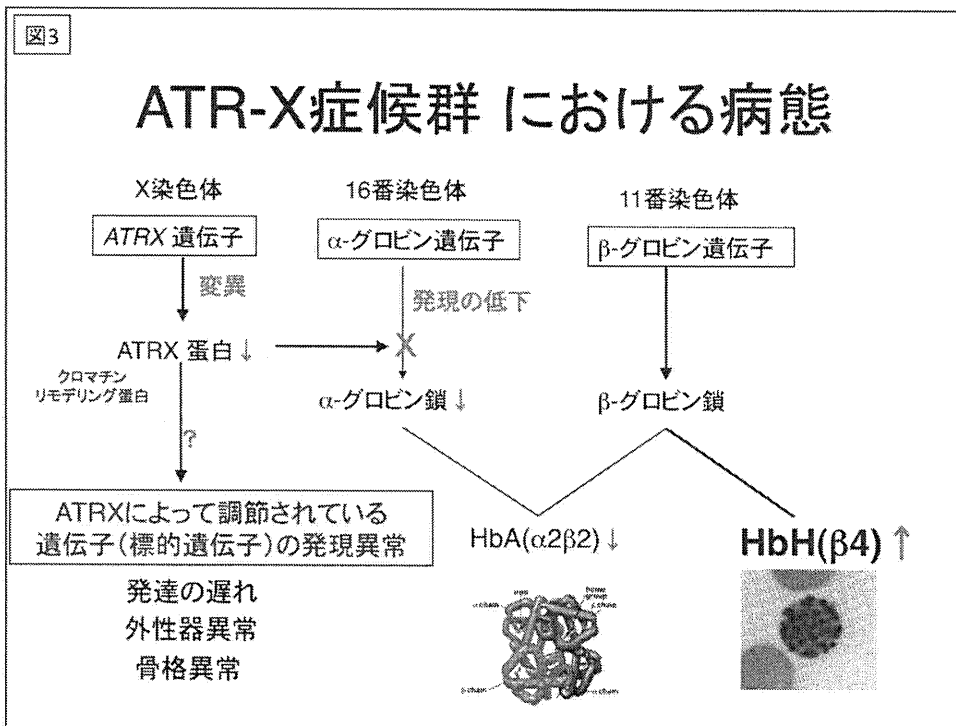 図3
ATR-X症候群 における病態
X染色体
16番染色体
11番染色体
ATRX 遺伝子
α-グロビン遺伝子
β-グロビン遺伝子
変異
発現の低下
ATRX 蛋白↓
X
クロマチン
リモデリング蛋白
α-グロビン鎖↓
β-グロビン鎖
?
ATRXによって調節されている
遺伝子(標的遺伝子)の発現異常
HbA(α2β2)↓
HbH(β4)↑
発達の遅れ
外性器異常
骨格異常
heme
group
α chain
β chain
β chain
α chain